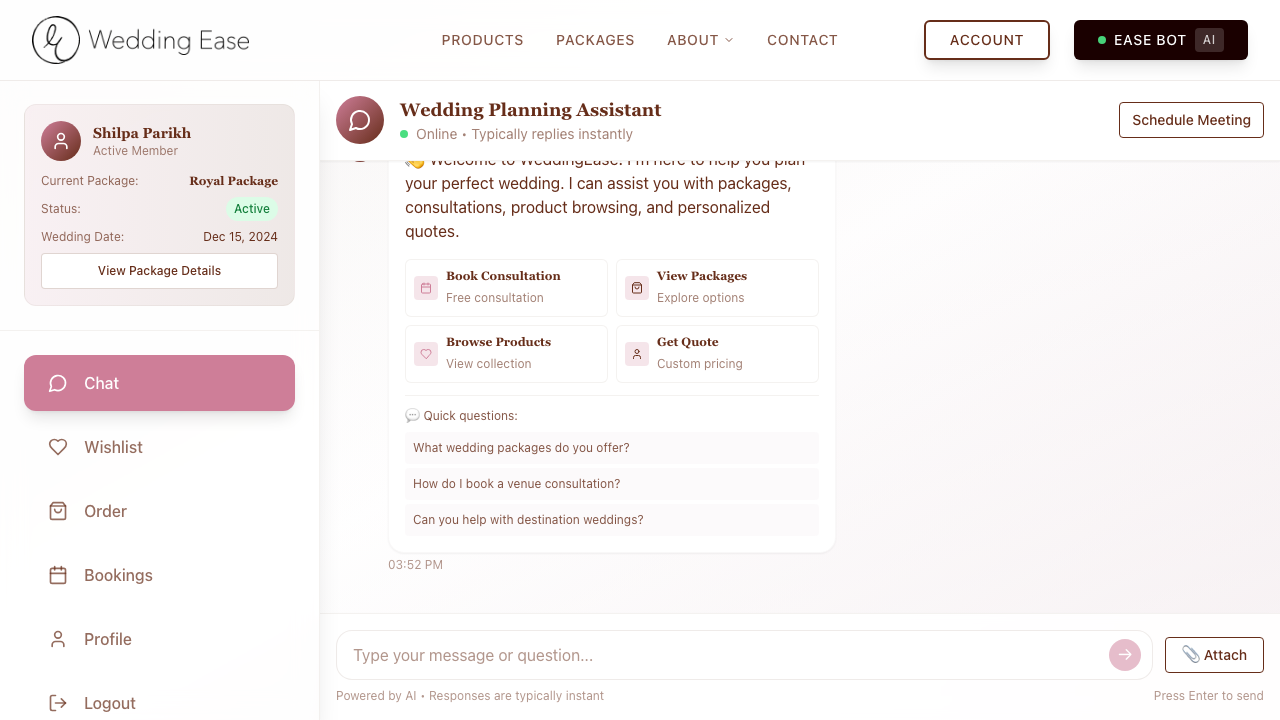 Wedding Ease
PRODUCTS
PACKAGES
ABOUT
CONTACT
ACCOUNT
EASE BOT AI
Shilpa Parikh
Active Member
Current Package: Royal Package
Status: Active
Wedding Date: Dec 15, 2024
View Package Details
Chat
Wishlist
Order
Bookings
Profile
Logout
Wedding Planning Assistant
Online • Typically replies instantly
Schedule Meeting
👋 Welcome to WeddingEase! I'm here to help you plan
your perfect wedding. I can assist you with packages,
consultations, product browsing, and personalized
quotes.
Book Consultation
Free consultation
View Packages
Explore options
Browse Products
View collection
Get Quote
Custom pricing
💬 Quick questions:
What wedding packages do you offer?
How do I book a venue consultation?
Can you help with destination weddings?
03:52 PM
Type your message or question...
📎 Attach
Powered by AI • Responses are typically instant
Press Enter to send